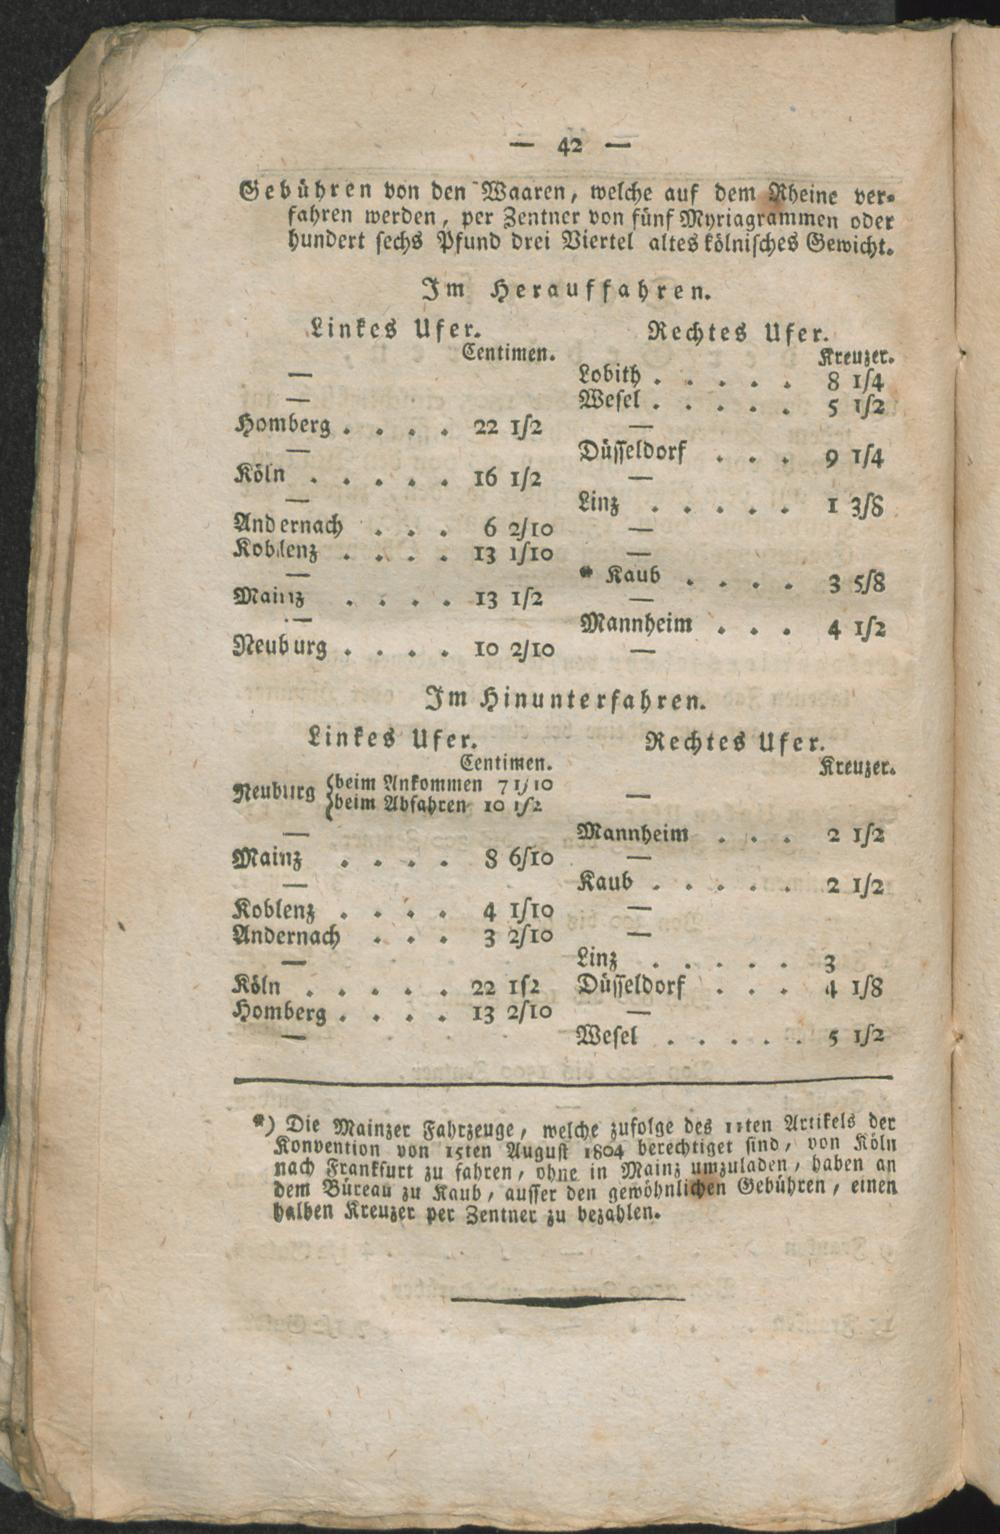 — 42 —
Gebühren von den Waaren, welche auf dem Rheine ver-
fahren werden, per Zentner von fünf Myriagrammen oder
hundert sechs Pfund drei Viertel altes kölnisches Gewicht.
Im Herauffahren.
Linkes Ufer. Rechtes Ufer.
Centimen. Kreuzer.
— Lobith . . . . . 8 1/4
— Wesel . . . . . 5 1/2
Homberg . . . . 22 1/2 —
— Düsseldorf . . . 9 1/4
Köln . . . . . 16 1/2 —
— Linz . . . . . 1 3/8
Andernach . . . 6 2/10 —
Koblenz . . . . 13 1/10 —
— * Kaub . . . . 3 5/8
Mainz . . . . 13 1/2 —
— Mannheim . . . 4 1/2
Neuburg . . . . 10 2/10 —
Im Hinunterfahren.
Linkes Ufer. Rechtes Ufer.
Centimen. Kreuzer.
Neuburg {beim Ankommen 7 1/10
{beim Abfahren 10 1/2 —
— Mannheim . . . 2 1/2
Mainz . . . . 8 6/10 —
— Kaub . . . . . 2 1/2
Koblenz . . . . 4 1/10 —
Andernach . . . 3 2/10 —
— Linz . . . . . 3
Köln . . . . . 22 1/2 Düsseldorf . . . 4 1/8
Homberg . . . . 13 2/10 —
— Wesel . . . . . 5 1/2
*) Die Mainzer Fahrzeuge, welche zufolge des 11ten Artikels der
Konvention von 15ten August 1804 berechtiget sind, von Köln
nach Frankfurt zu fahren, ohne in Mainz umzuladen, haben an
dem Büreau zu Kaub, ausser den gewöhnlichen Gebühren, einen
halben Kreuzer per Zentner zu bezahlen.